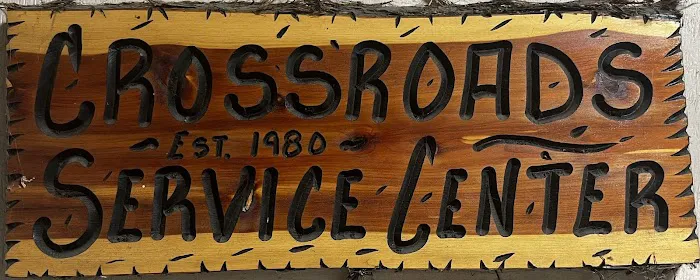 CROSSROADS
~ EST. 1980 ~
SERVICE CENTER